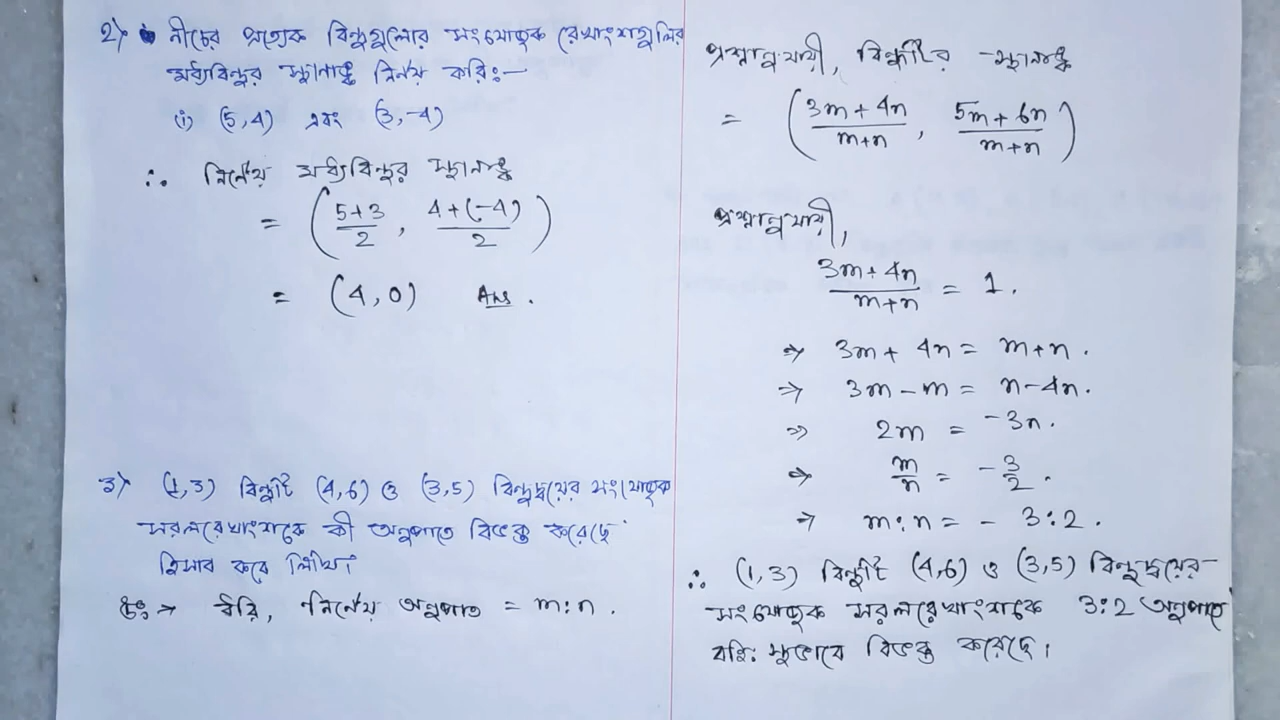 ২) নীচের প্রত্যেক বিন্দুগুলোর সংযোজক রেখাংশগুলির
মধ্যবিন্দুর স্থানাঙ্ক নির্ণয় করি:-
(i) (5,4) এবং (3,-4)
∴ নির্ণেয় মধ্যবিন্দুর স্থানাঙ্ক
= ( (5+3)/2 , (4+(-4))/2 )
= (4,0) Ans.
৩) (1,3) বিন্দুটি (4,6) ও (3,5) বিন্দুদ্বয়ের সংযোজক
সরলরেখাংশকে কী অনুপাতে বিভক্ত করেছে
হিসাব করে লিখি।
উঃ→ ধরি, নির্ণেয় অনুপাত = m:n.
প্রশ্নানুযায়ী, বিন্দুটির স্থানাঙ্ক
= ( (3m+4n)/(m+n) , (5m+6n)/(m+n) )
প্রশ্নানুযায়ী,
(3m+4n)/(m+n) = 1.
⇒ 3m+4n = m+n.
⇒ 3m-m = n-4n.
⇒ 2m = -3n.
⇒ m/n = -3/2.
⇒ m:n = -3:2.
∴ (1,3) বিন্দুটি (4,6) ও (3,5) বিন্দুদ্বয়ের
সংযোজক সরলরেখাংশকে 3:2 অনুপাতে
বহিঃস্থভাবে বিভক্ত করেছে।